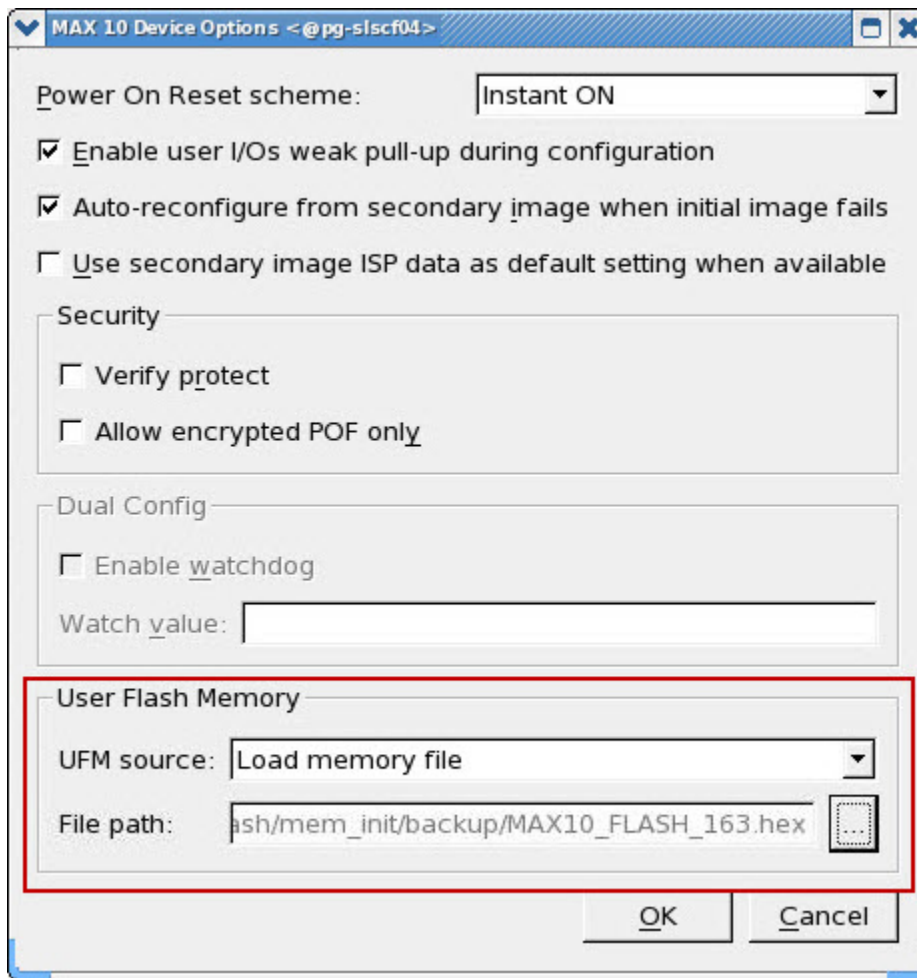 MAX 10 Device Options <@pg-slscf04>
Power On Reset scheme: Instant ON
Enable user I/Os weak pull-up during configuration
Auto-reconfigure from secondary image when initial image fails
Use secondary image ISP data as default setting when available
Security
Verify protect
Allow encrypted POF only
Dual Config
Enable watchdog
Watch value:
User Flash Memory
UFM source: Load memory file
File path: ash/mem_init/backup/MAX10_FLASH_163.hex ...
OK Cancel